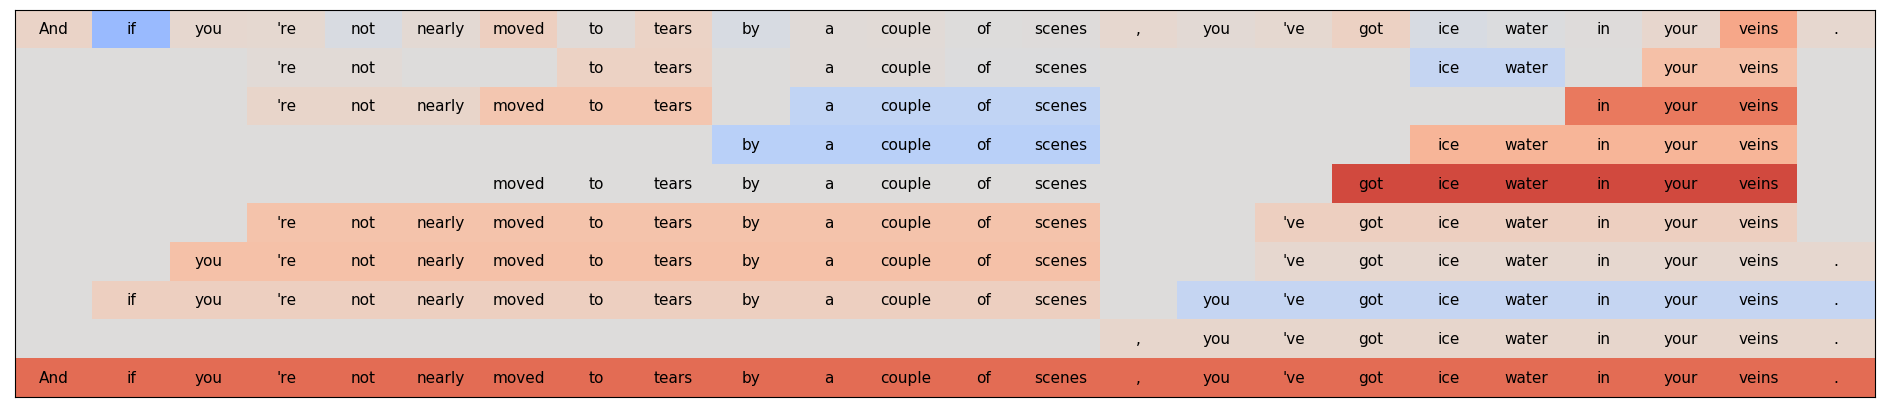 And if you 're not nearly moved to tears by a couple of scenes , you 've got ice water in your veins .
're not to tears a couple of scenes ice water your veins
're not nearly moved to tears a couple of scenes in your veins
by a couple of scenes ice water in your veins
moved to tears by a couple of scenes got ice water in your veins
're not nearly moved to tears by a couple of scenes 've got ice water in your veins
you 're not nearly moved to tears by a couple of scenes 've got ice water in your veins .
if you 're not nearly moved to tears by a couple of scenes you 've got ice water in your veins .
, you 've got ice water in your veins .
And if you 're not nearly moved to tears by a couple of scenes , you 've got ice water in your veins .